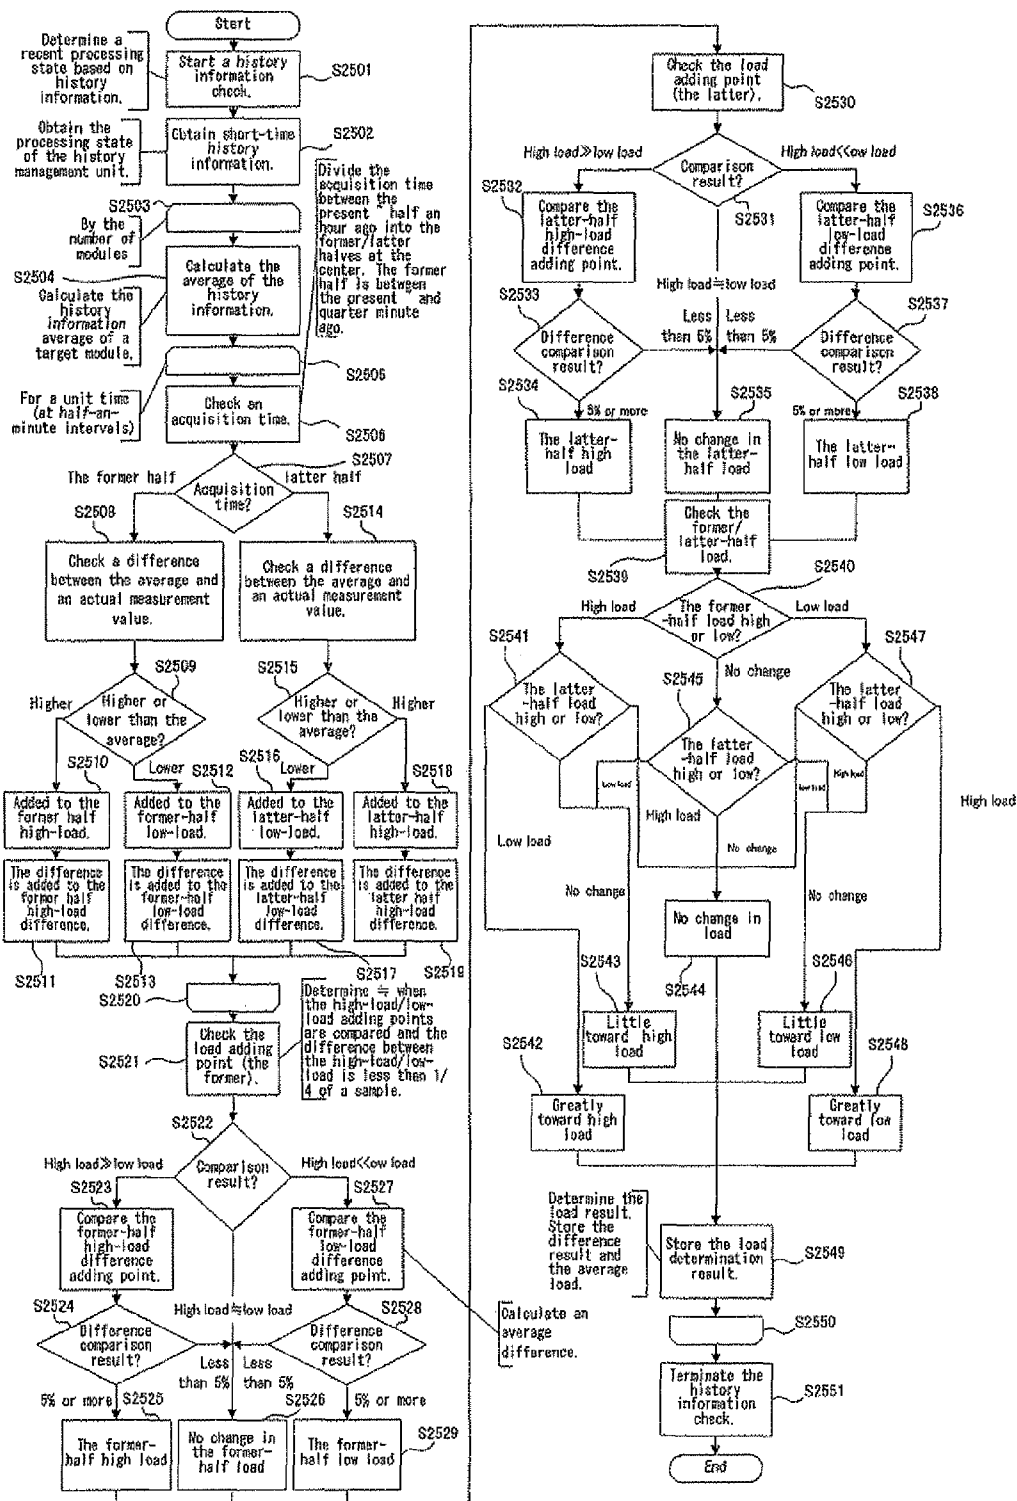 Start
Determine a
recent processing
state based on
history
information.
Start a history
information
check.
S2501
Obtain the
processing state
of the history
management unit.
Obtain short-time
history
information.
S2502
Divide the
acquisition time
between the
present ~ half an
hour ago into the
former/latter
halves at the
center. The former
half is between
the present ~ and
quarter minute
ago.
S2503
By the
number of
modules
S2504
Calculate the
average of the
history
information.
Calculate the
history
information
average of a
target module.
S2505
For a unit time
(at half-an-
minute intervals)
Check an
acquisition time.
S2506
S2507
The former half
latter half
Acquisition
time?
S2508
S2514
Check a difference
between the average and
an actual measurement
value.
Check a difference
between the average and
an actual measurement
value.
S2509
S2515
Higher
Higher or
lower than the
average?
Higher or
lower than the
average?
Higher
S2510
Lower
S2512
S2516
Lower
S2518
Added to the
former half
high-load.
Added to the
former-half
low-load.
Added to the
latter-half
low-load.
Added to the
latter-half
high-load.
The difference
is added to the
former half
high-load
difference.
The difference
is added to the
former-half
low-load
difference.
The difference
is added to the
latter-half
low-load
difference.
The difference
is added to the
latter half
high-load
difference.
S2511
S2513
S2517
S2519
S2520
Determine ≒ when
the high-load/low-
load adding points
are compared and the
difference between
the high-load/low-
load is less than 1/
4 of a sample.
Check the
load adding
point (the
former).
S2521
S2522
High load≫low load
Comparison
result?
High load<<ow load
S2523
S2527
Compare the
former-half
high-load
difference
adding point.
Compare the
former-half
low-load
difference
adding point.
S2524
High load≒low load
S2528
Calculate an
average
difference.
Difference
comparison
result?
Difference
comparison
result?
Less
than 5%
Less
than 5%
5% or more
S2525
S2526
5% or more
The former-
half high load
No change in
the former-
half load
The former-
half low load
S2529
Check the load
adding point
(the latter).
S2530
High load≫low load
High load<<ow load
Comparison
result?
S2531
S2532
Compare the
latter-half
high-load
difference
adding point.
Compare the
latter-half
low-load
difference
adding point.
S2536
High load≒low load
S2533
S2537
Less
than 5%
Less
than 5%
Difference
comparison
result?
Difference
comparison
result?
S2534
5% or more
S2535
5% or more
S2538
The latter-
half high
load
No change in
the latter-
half load
The latter-
half low load
Check the
former/
latter-half
load.
S2539
S2540
High load
The former
-half load high
or low?
Low load
S2541
S2547
No change
S2545
The latter
-half load
high or low?
The latter
-half load
high or low?
The latter
-half load
high or low?
Low load
High load
Low load
High load
High load
Low load
No change
No change
No change
No change in
load
S2543
S2544
S2546
Little
toward high
load
Little
toward low
load
S2542
S2548
Greatly
toward high
load
Greatly
toward low
load
Determine the
load result.
Store the
difference
result and
the average
load.
Store the load
determination
result.
S2549
S2550
Terminate the
history
information
check.
S2551
End